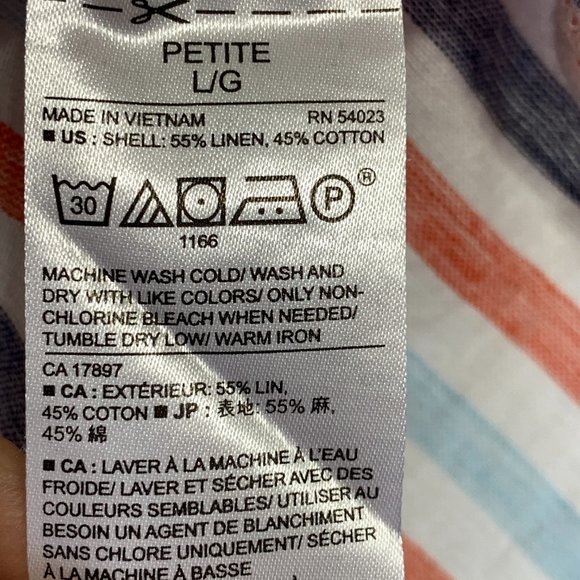 PETITE
L/G
MADE IN VIETNAM RN 54023
■ US : SHELL: 55% LINEN, 45% COTTON
30 P ®
1166
MACHINE WASH COLD/ WASH AND
DRY WITH LIKE COLORS/ ONLY NON-
CHLORINE BLEACH WHEN NEEDED/
TUMBLE DRY LOW/ WARM IRON
CA 17897
■ CA : EXTÉRIEUR: 55% LIN,
45% COTON ■ JP : 表地: 55% 麻,
45% 綿
■ CA : LAVER À LA MACHINE À L'EAU
FROIDE/ LAVER ET SÉCHER AVEC DES
COULEURS SEMBLABLES/ UTILISER AU
BESOIN UN AGENT DE BLANCHIMENT
SANS CHLORE UNIQUEMENT/ SÉCHER
À LA MACHINE À BASSE